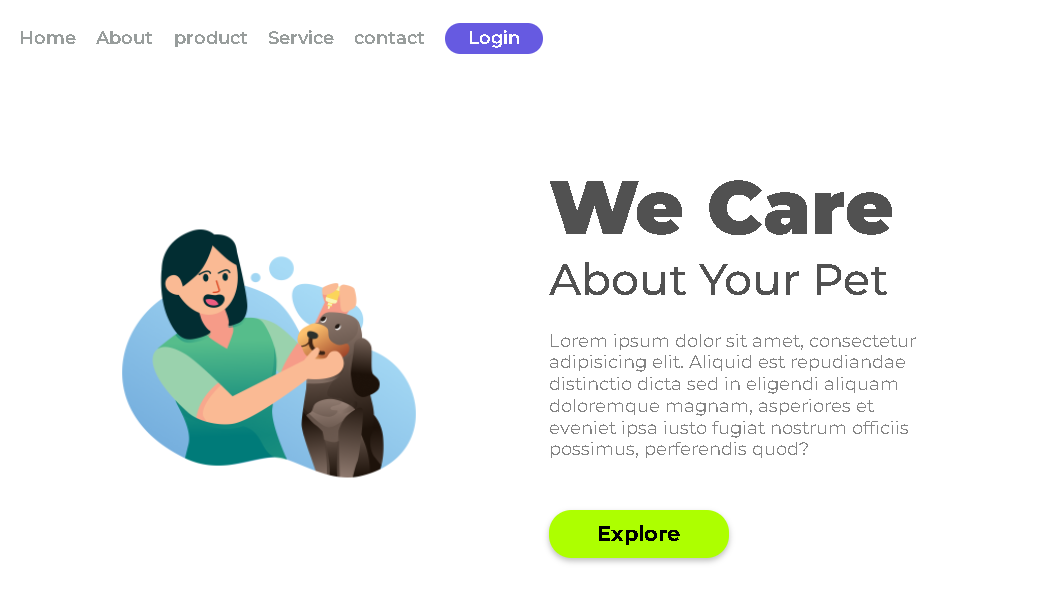 Home About product Service contact Login
We Care
About Your Pet
Lorem ipsum dolor sit amet, consectetur
adipisicing elit. Aliquid est repudiandae
distinctio dicta sed in eligendi aliquam
doloremque magnam, asperiores et
eveniet ipsa iusto fugiat nostrum officiis
possimus, perferendis quod?
Explore